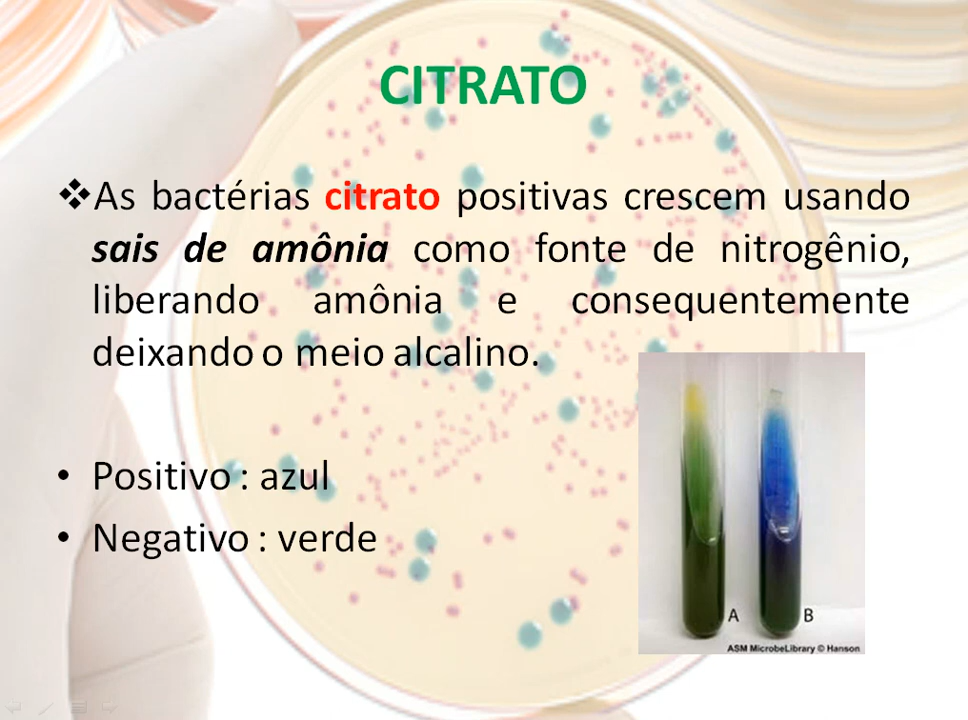 CITRATO
❖As bactérias citrato positivas crescem usando
sais de amônia como fonte de nitrogênio,
liberando amônia e consequentemente
deixando o meio alcalino.
• Positivo : azul
• Negativo : verde
A B
ASM MicrobeLibrary © Hanson